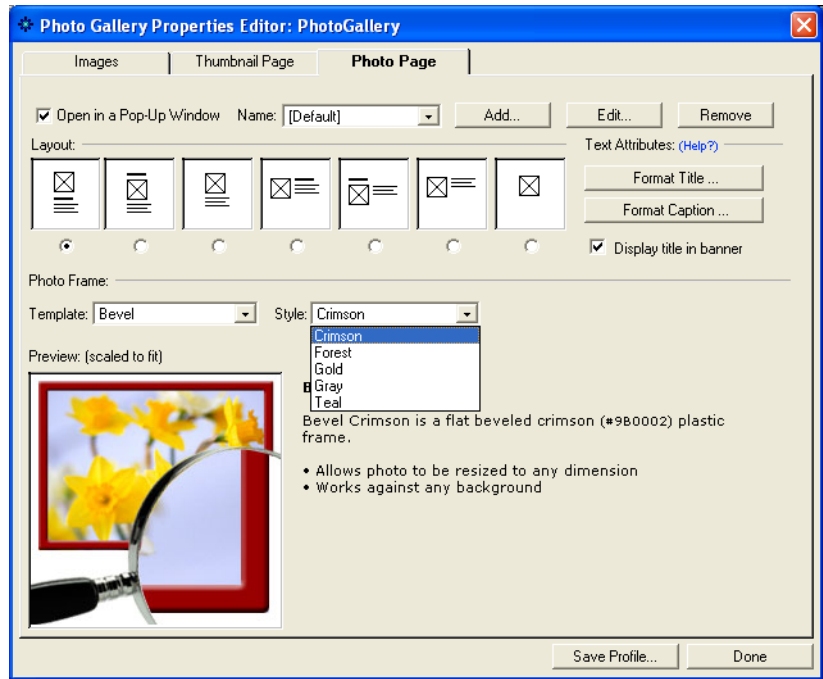 Photo Gallery Properties Editor: PhotoGallery
Images Thumbnail Page Photo Page
Open in a Pop-Up Window Name: [Default] Add... Edit... Remove
Layout: Text Attributes: (Help?)
Format Title ...
Format Caption ...
Display title in banner
Photo Frame:
Template: Bevel Style: Crimson
Crimson
Preview: (scaled to fit) Forest
Gold
B Gray
Teal
Bevel Crimson is a flat beveled crimson (#9B0002) plastic
frame.
• Allows photo to be resized to any dimension
• Works against any background
Save Profile... Done